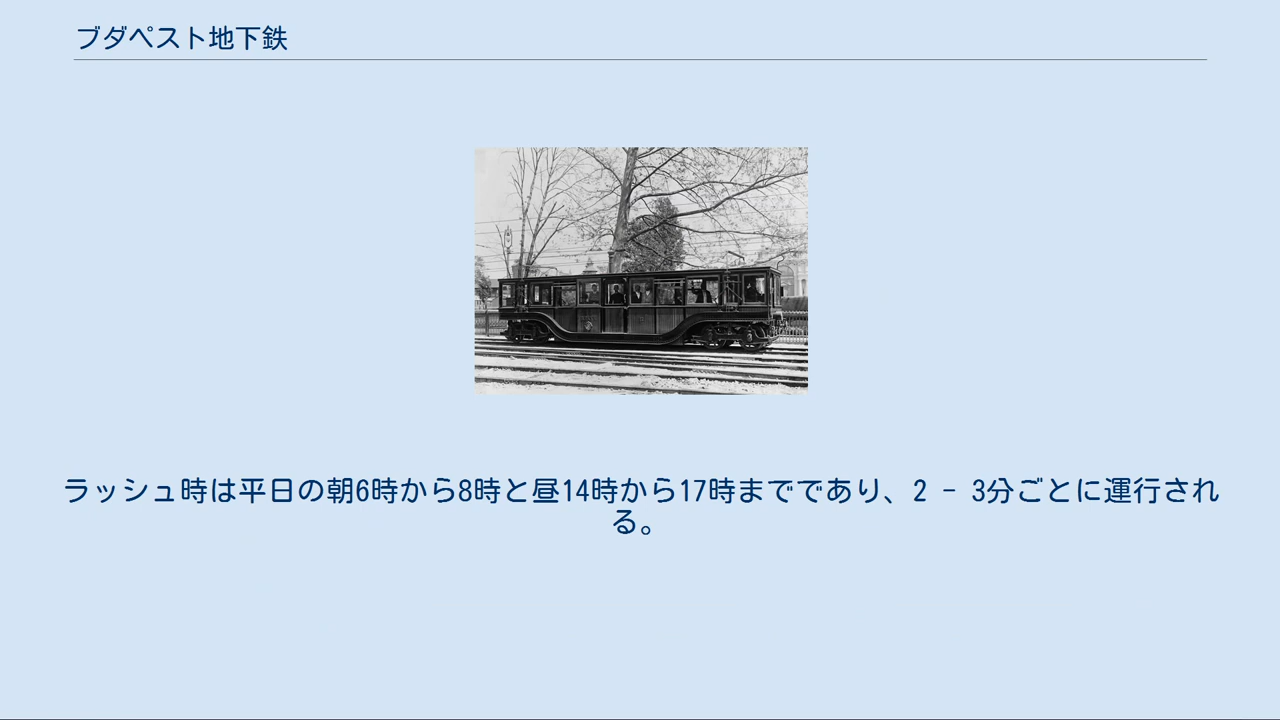 ブダペスト地下鉄
ラッシュ時は平日の朝6時から8時と昼14時から17時までであり、2 - 3分ごとに運行され
る。